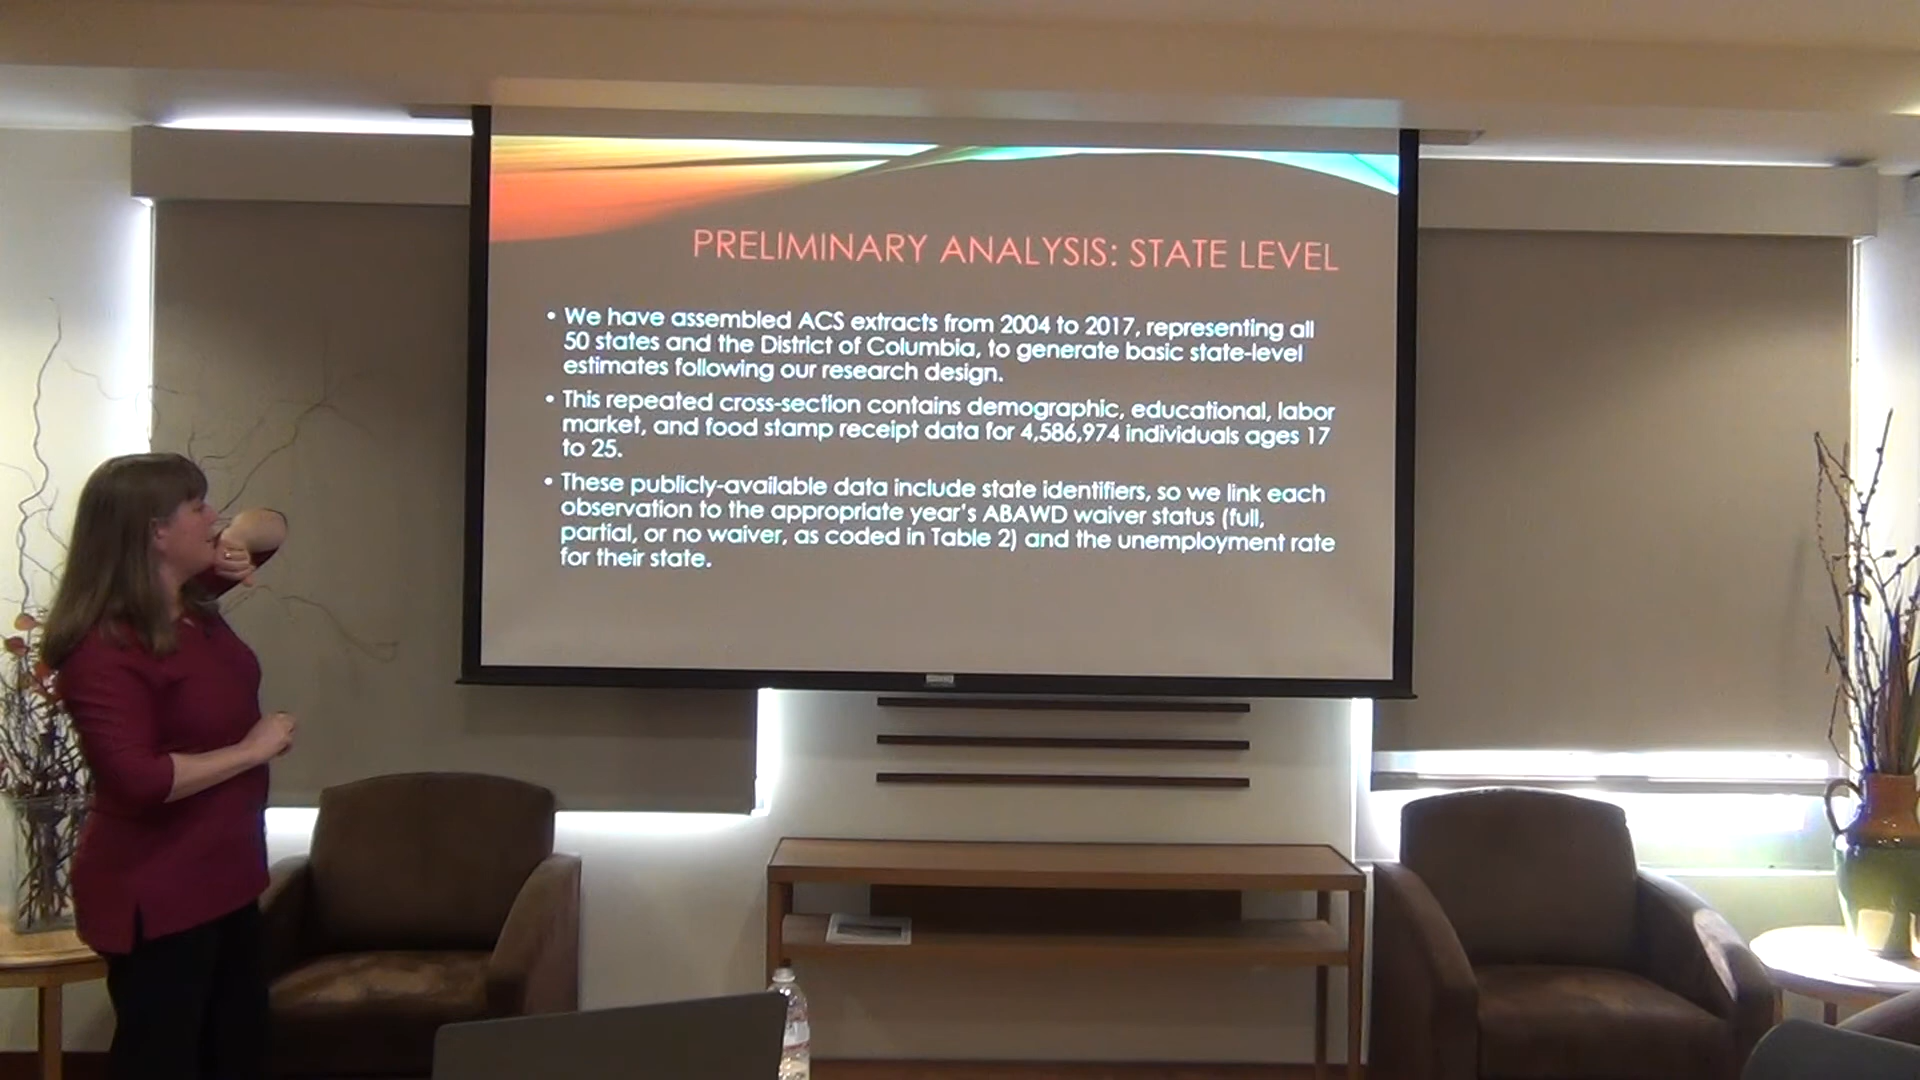 PRELIMINARY ANALYSIS: STATE LEVEL
• We have assembled ACS extracts from 2004 to 2017, representing all
50 states and the District of Columbia, to generate basic state-level
estimates following our research design.
• This repeated cross-section contains demographic, educational, labor
market, and food stamp receipt data for 4,586,974 individuals ages 17
to 25.
• These publicly-available data include state identifiers, so we link each
observation to the appropriate year's ABAWD waiver status (full,
partial, or no waiver, as coded in Table 2) and the unemployment rate
for their state.